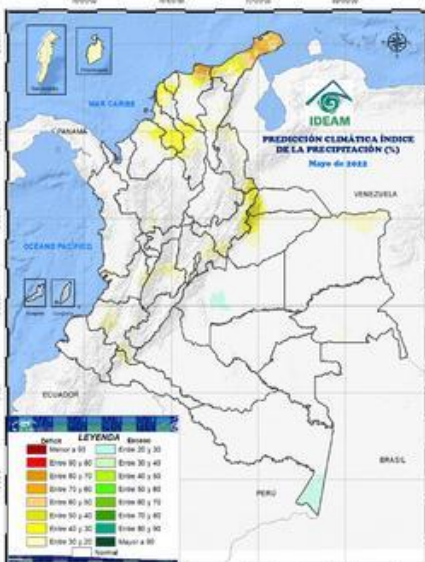 MAR CARIBE
PANAMA
IDEAM
PREDICCIÓN CLIMÁTICA ÍNDICE
DE LA PRECIPITACIÓN (%)
Mayo de 2022
VENEZUELA
OCÉANO PACÍFICO
ECUADOR
BRASIL
PERÚ
LEYENDA
Déficit Exceso
Menor a 90 Entre 20 y 30
Entre 90 y 80 Entre 30 y 40
Entre 80 y 70 Entre 40 y 50
Entre 70 y 60 Entre 50 y 60
Entre 60 y 50 Entre 60 y 70
Entre 50 y 40 Entre 70 y 80
Entre 40 y 30 Entre 80 y 90
Entre 30 y 20 Mayor a 90
Normal